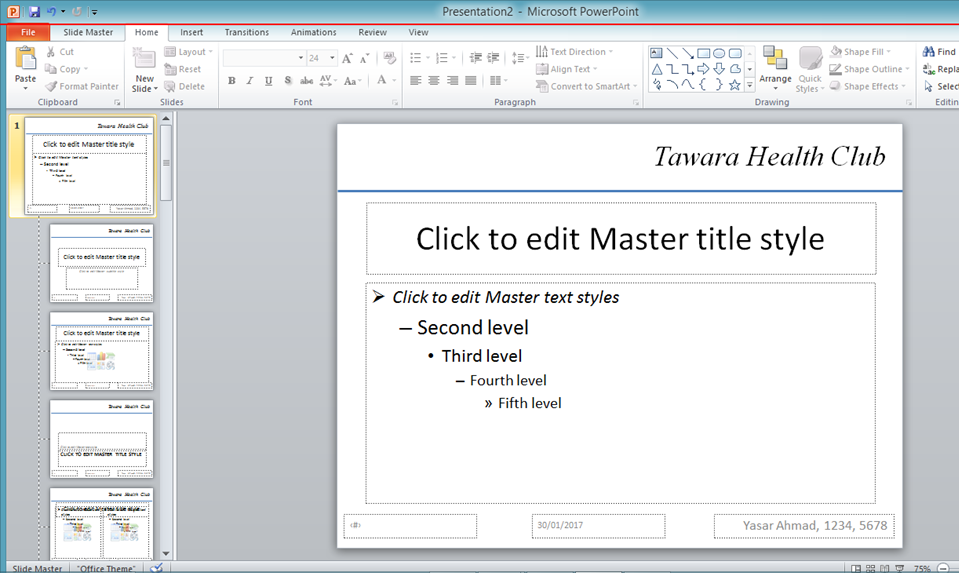 Presentation2 - Microsoft PowerPoint
File Slide Master Home Insert Transitions Animations Review View
Paste
Cut
Copy
Format Painter
Clipboard
New Slide
Layout
Reset
Delete
Slides
24
B I U S abc AV Aa A
Font
Text Direction
Align Text
Convert to SmartArt
Paragraph
Arrange
Quick Styles
Shape Fill
Shape Outline
Shape Effects
Drawing
Find
Repla
Select
Editin
1
Tawara Health Club
Click to edit Master title style
Click to edit Master text styles
Second level
Third level
Fourth level
Fifth level
Tawara Health Club
Click to edit Master title style
Tawara Health Club
Click to edit Master title style
Tawara Health Club
CLICK TO EDIT MASTER TITLE STYLE
Tawara Health Club
Tawara Health Club
Click to edit Master title style
➢ Click to edit Master text styles
– Second level
• Third level
– Fourth level
» Fifth level
‹#›
30/01/2017
Yasar Ahmad, 1234, 5678
Slide Master "Office Theme" 75%